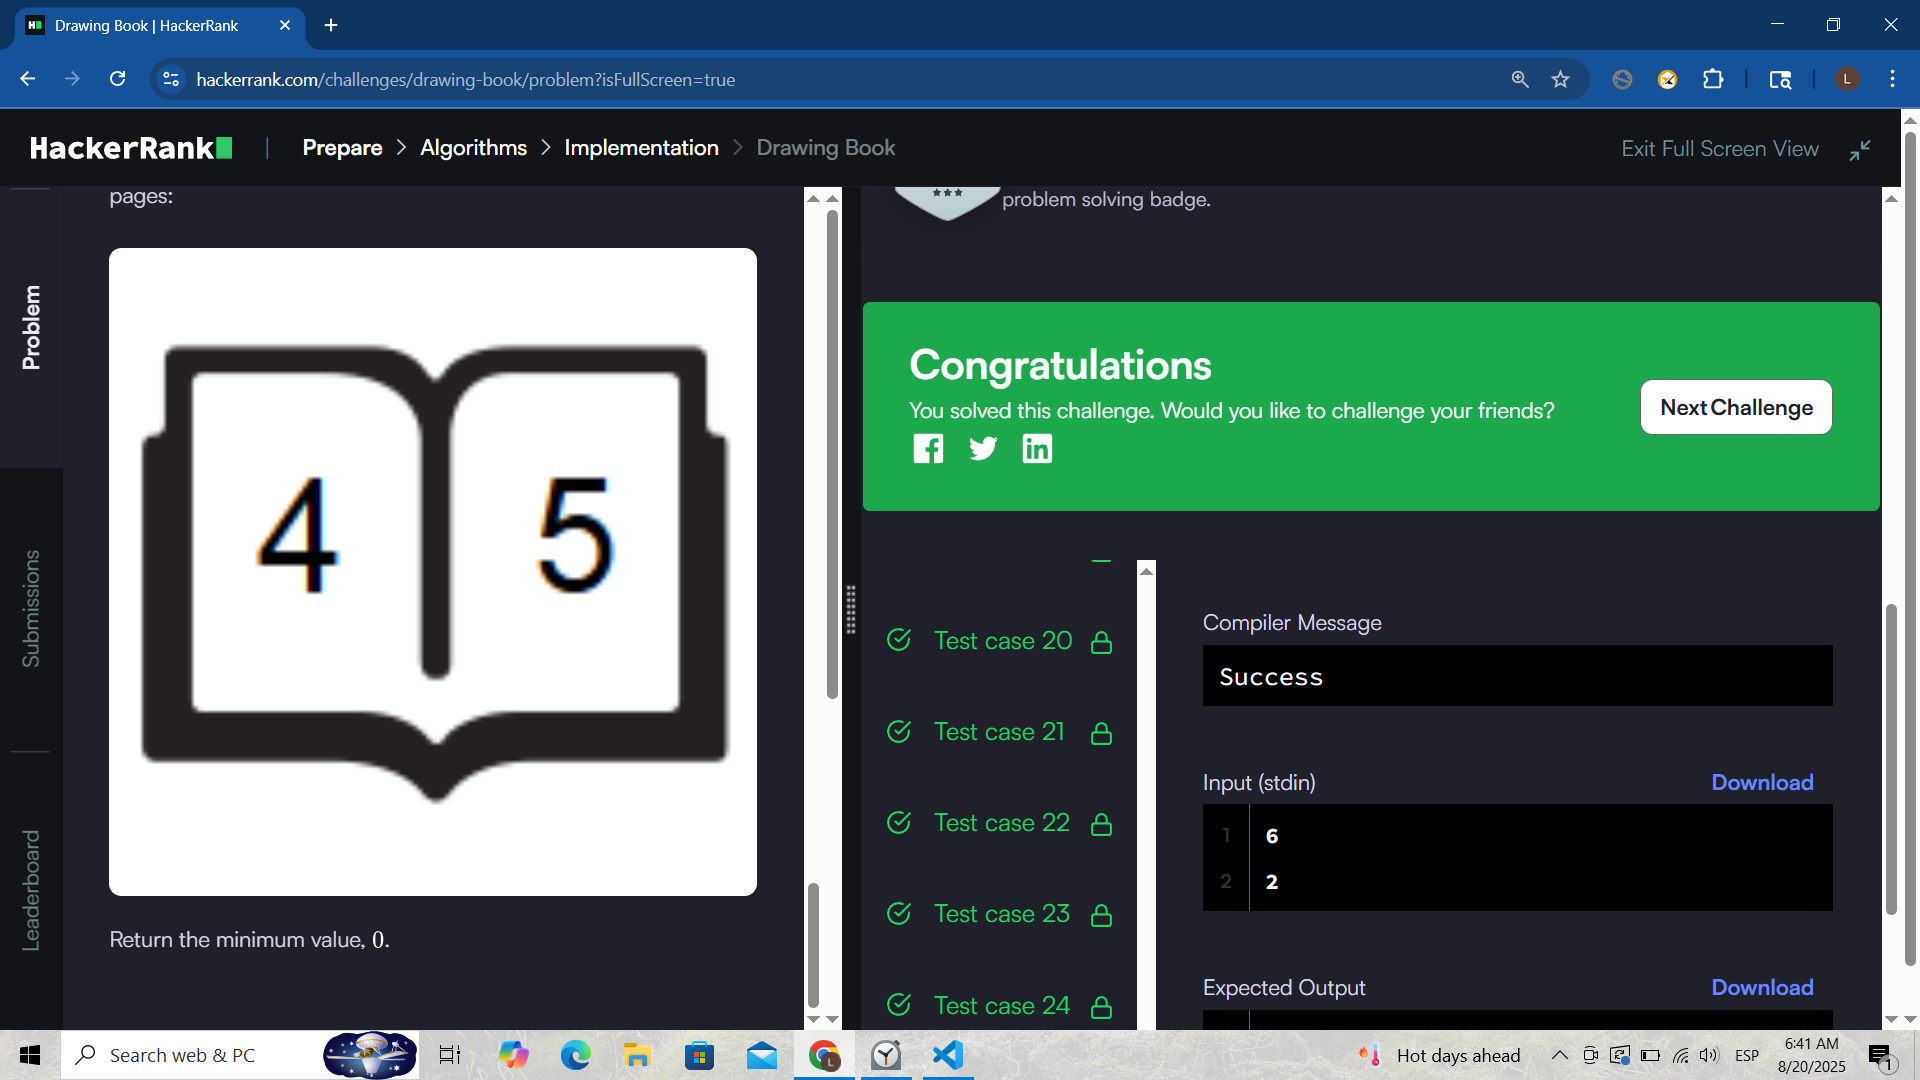 Drawing Book | HackerRank
hackerrank.com/challenges/drawing-book/problem?isFullScreen=true
L
HackerRank
Prepare
Algorithms
Implementation
Drawing Book
Exit Full Screen View
Problem
Submissions
Leaderboard
pages:
4 5
Return the minimum value, 0.
problem solving badge.
Congratulations
You solved this challenge. Would you like to challenge your friends?
Next Challenge
Test case 20
Test case 21
Test case 22
Test case 23
Test case 24
Compiler Message
Success
Input (stdin)
Download
1 6
2 2
Expected Output
Download
Search web & PC
L
Hot days ahead
ESP
6:41 AM
8/20/2025
1